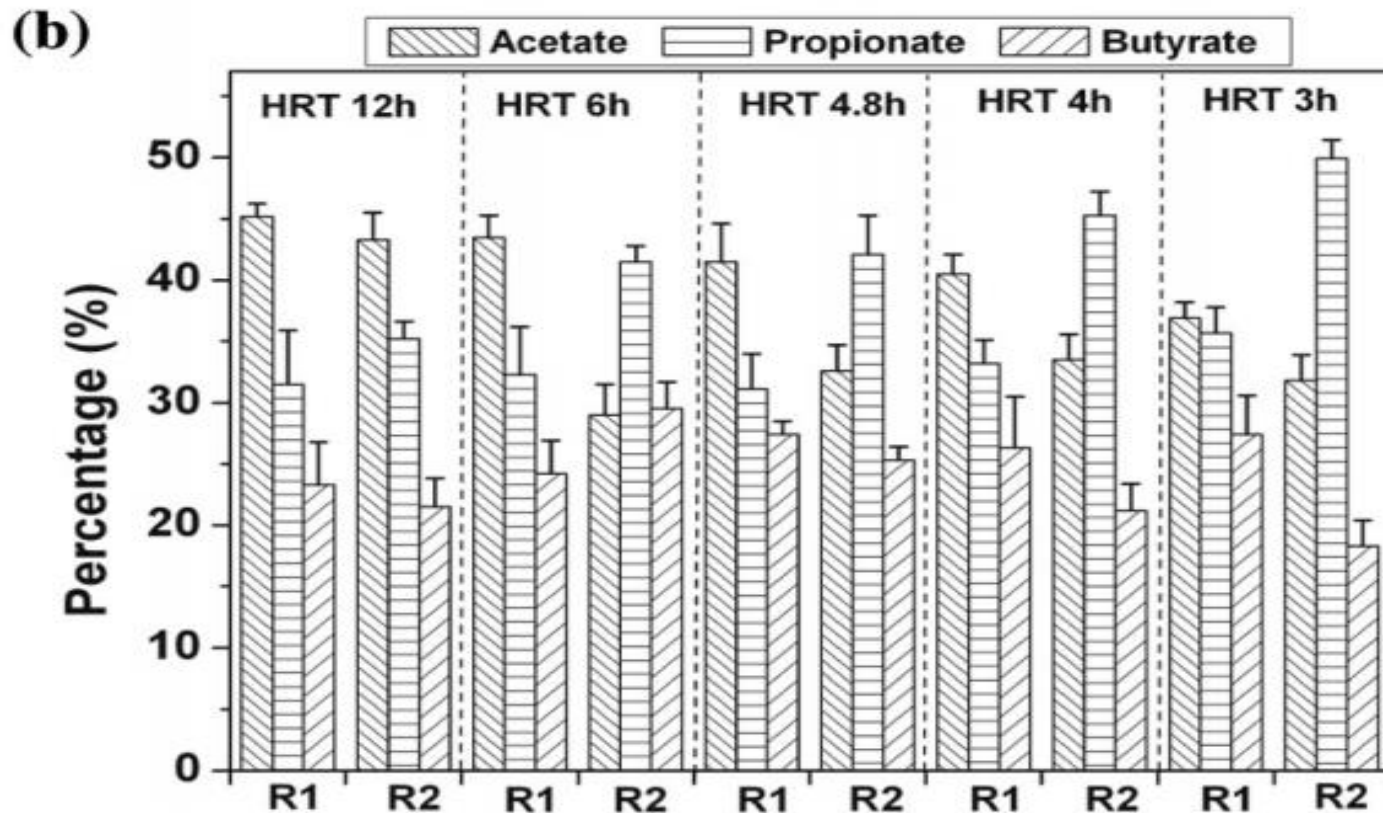 (b)
Acetate Propionate Butyrate
HRT 12h HRT 6h HRT 4.8h HRT 4h HRT 3h
50
40
30
20
10
0
Percentage (%)
R1 R2 R1 R2 R1 R2 R1 R2 R1 R2